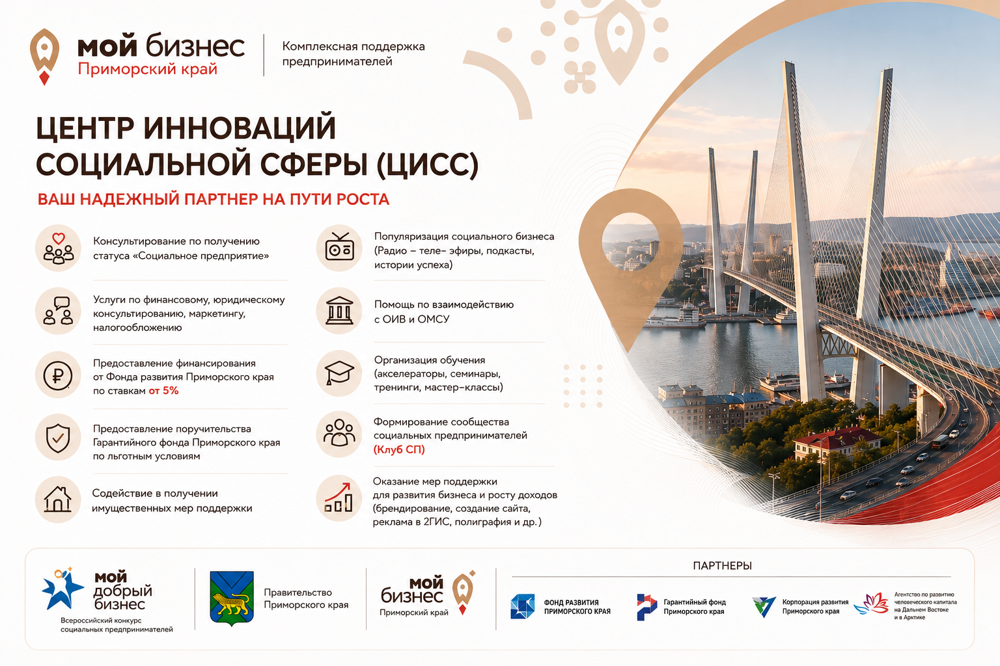 мой бизнес
Приморский край
Комплексная поддержка
предпринимателей
ЦЕНТР ИННОВАЦИЙ
СОЦИАЛЬНОЙ СФЕРЫ (ЦИСС)
ВАШ НАДЕЖНЫЙ ПАРТНЕР НА ПУТИ РОСТА
Консультирование по получению
статуса «Социальное предприятие»
Услуги по финансовому, юридическому
консультированию, маркетингу,
налогообложению
Предоставление финансирования
от Фонда развития Приморского края
по ставкам от 5%
Предоставление поручительства
Гарантийного фонда Приморского края
по льготным условиям
Содействие в получении
имущественных мер поддержки
Популяризация социального бизнеса
(Радио – теле- эфиры, подкасты,
истории успеха)
Помощь по взаимодействию
с ОИВ и ОМСУ
Организация обучения
(акселераторы, семинары,
тренинги, мастер-классы)
Формирование сообщества
социальных предпринимателей
(Клуб СП)
Оказание мер поддержки
для развития бизнеса и росту доходов
(брендирование, создание сайта,
реклама в 2ГИС, полиграфия и др.)
мой
добрый
бизнес
Всероссийский конкурс
социальных предпринимателей
Правительство
Приморского края
мой
бизнес
Приморский край
ПАРТНЕРЫ
ФОНД РАЗВИТИЯ
ПРИМОРСКОГО КРАЯ
Гарантийный фонд
Приморского края
Корпорация развития
Приморского края
Агентство по развитию
человеческого капитала
на Дальнем Востоке
и в Арктике